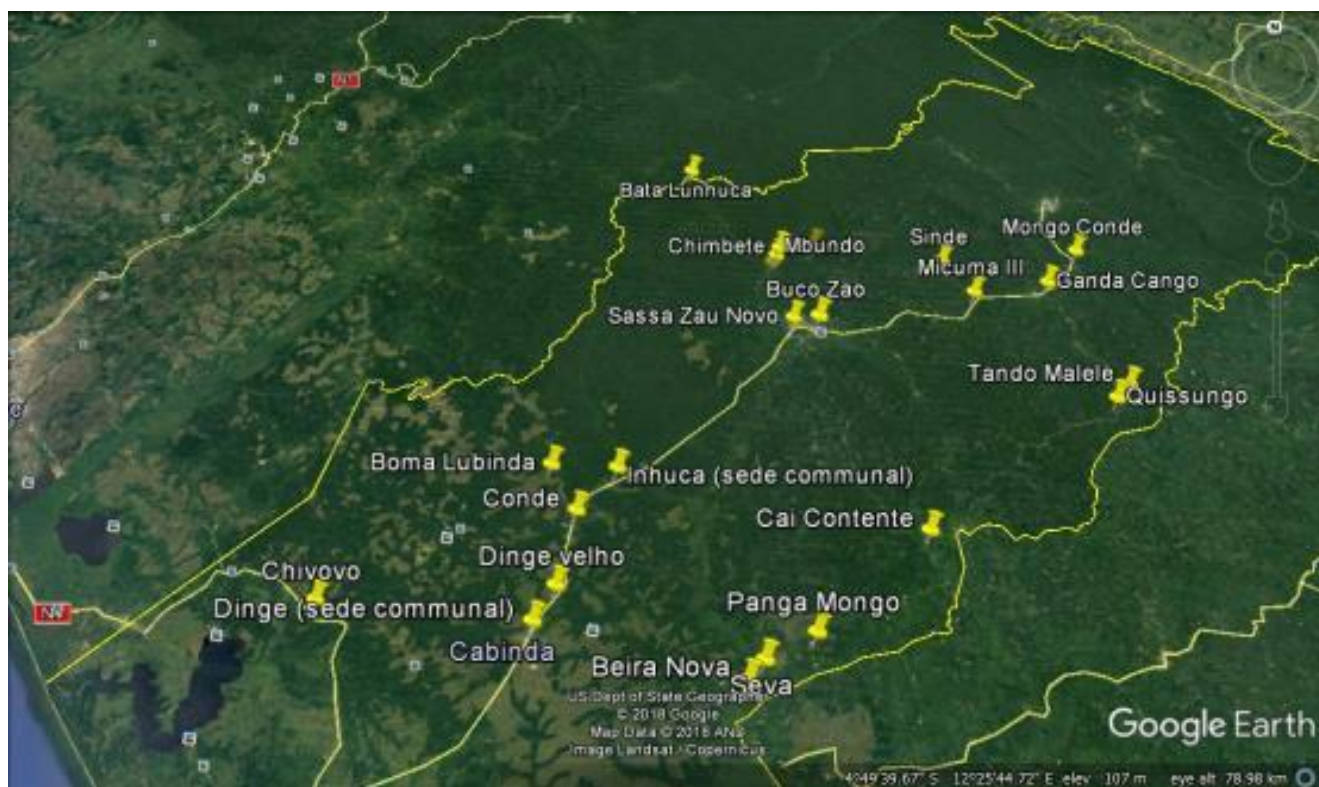 Bata Lunhuca
Chimbete Mbundo
Sinde
Mongo Conde
Micuma III
Ganda Cango
Buco Zao
Sassa Zau Novo
Tando Malele
Quissungo
Boma Lubinda
Inhuca (sede communal)
Conde
Cai Contente
Dinge velho
Chivovo
Dinge (sede communal)
Panga Mongo
Cabinda
Beira Nova
Seva
US Dept of State Geographer
© 2018 Google
Map Data © 2018 AND
Image Landsat / Copernicus
Google Earth
4°49'39.67" S 12°25'44.72" E elev 107 m eye alt 78.98 km